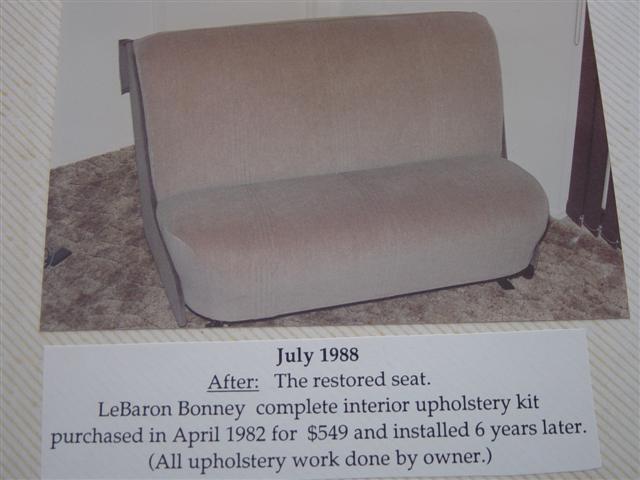 July 1988
After: The restored seat.
LeBaron Bonney complete interior upholstery kit
purchased in April 1982 for $549 and installed 6 years later.
(All upholstery work done by owner.)